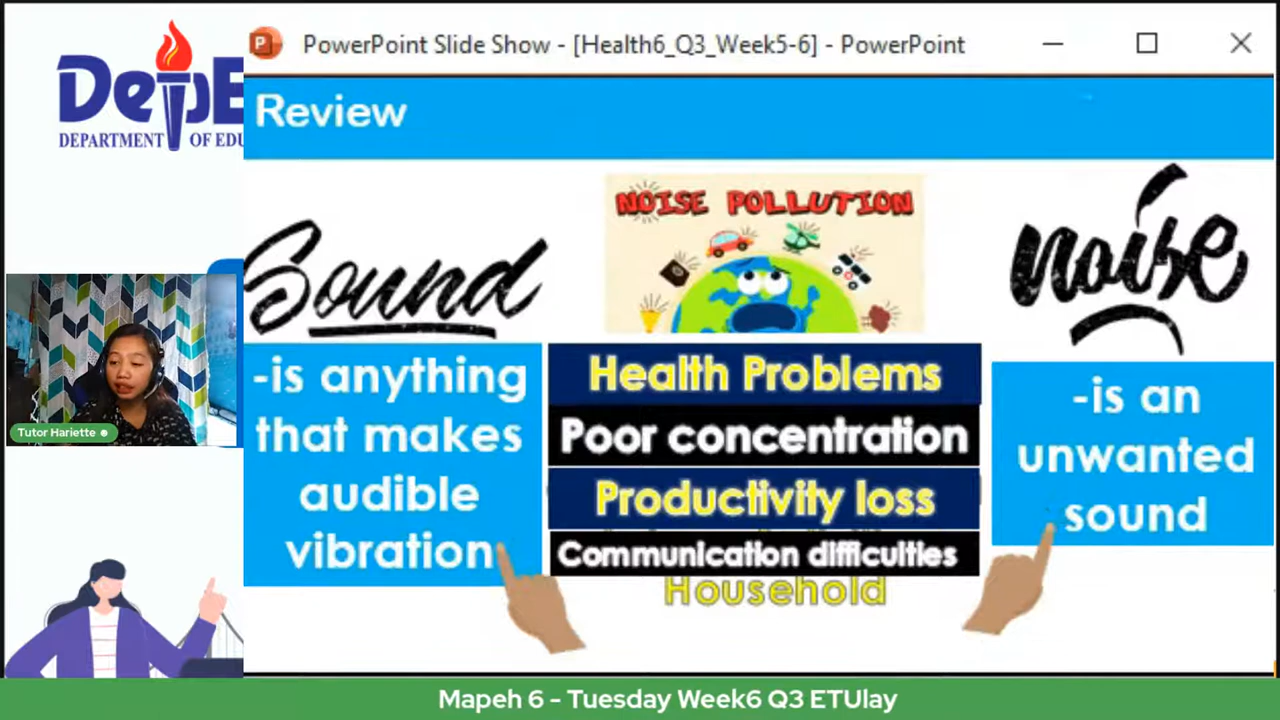 PowerPoint Slide Show - [Health6_Q3_Week5-6] - PowerPoint
DepE
DEPARTMENT OF EDU
Review
Sound
-is anything
that makes
audible
vibration
NOISE POLLUTION
Health Problems
Poor concentration
Productivity loss
Communication difficulties
Household
noise
-is an
unwanted
sound
Tutor Hariette
Mapeh 6 - Tuesday Week6 Q3 ETUlay